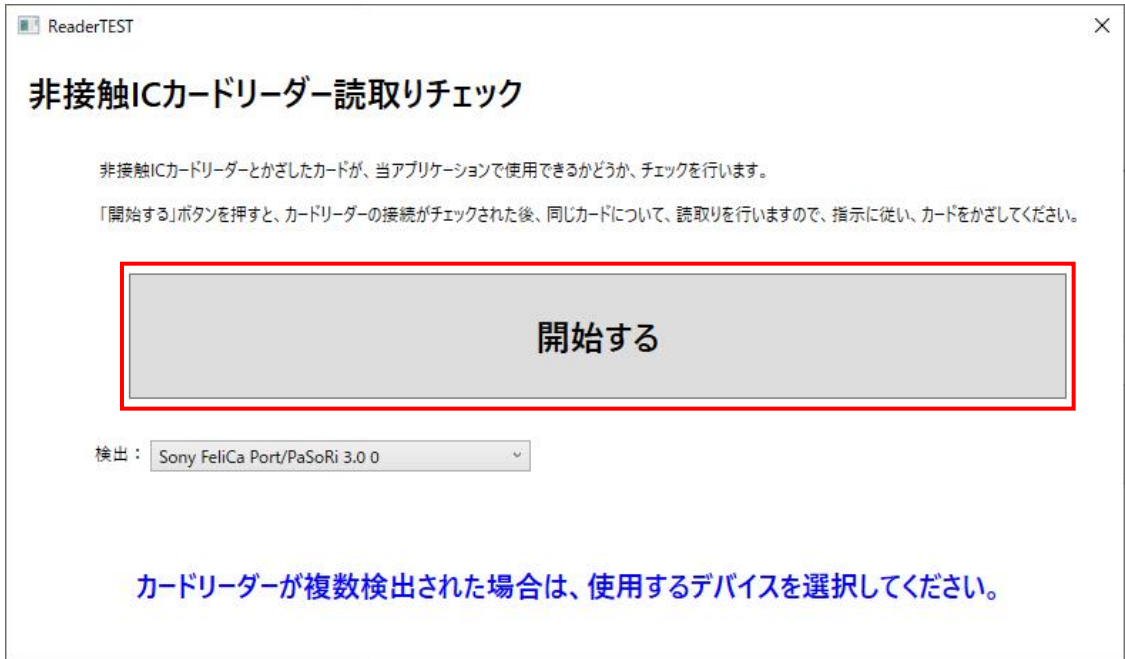 ReaderTEST
非接触ICカードリーダー読取りチェック
非接触ICカードリーダーとかざしたカードが、当アプリケーションで使用できるかどうか、チェックを行います。
「開始する」ボタンを押すと、カードリーダーの接続がチェックされた後、同じカードについて、読取りを行いますので、指示に従い、カードをかざしてください。
開始する
検出： Sony FeliCa Port/PaSoRi 3.0 0
カードリーダーが複数検出された場合は、使用するデバイスを選択してください。